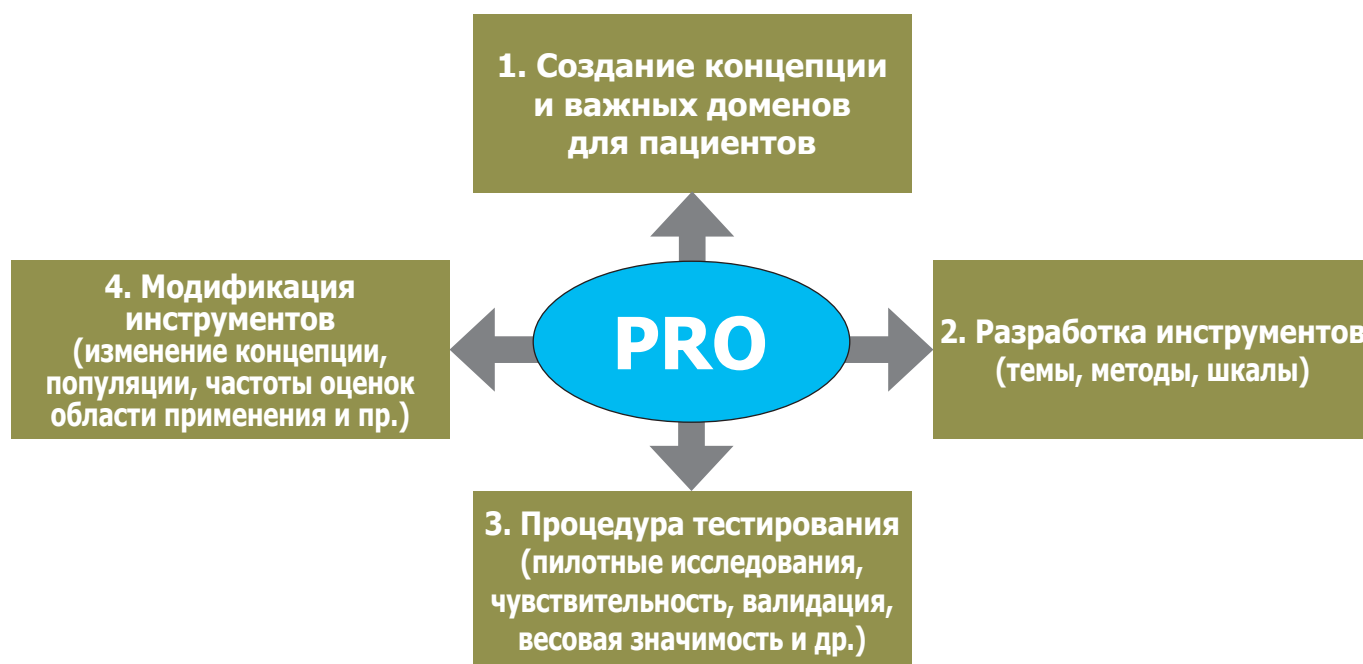 1. Создание концепции
и важных доменов
для пациентов
4. Модификация
инструментов
(изменение концепции,
популяции, частоты оценок
области применения и пр.)
PRO
2. Разработка инструментов
(темы, методы, шкалы)
3. Процедура тестирования
(пилотные исследования,
чувствительность, валидация,
весовая значимость и др.)